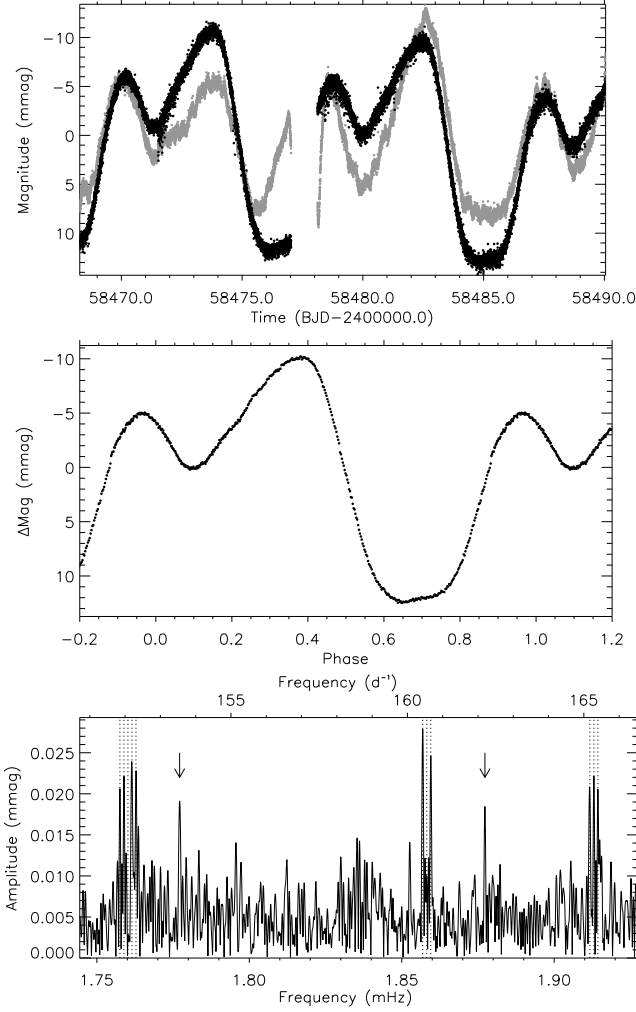 −10
−5
0
5
10
Magnitude (mmag)
58470.0 58475.0 58480.0 58485.0 58490.0
Time (BJD−2400000.0)
−10
−5
0
5
10
ΔMag (mmag)
−0.2 0.0 0.2 0.4 0.6 0.8 1.0 1.2
Phase
Frequency (d⁻¹)
155 160 165
0.025
0.020
0.015
0.010
0.005
0.000
Amplitude (mmag)
1.75 1.80 1.85 1.90
Frequency (mHz)